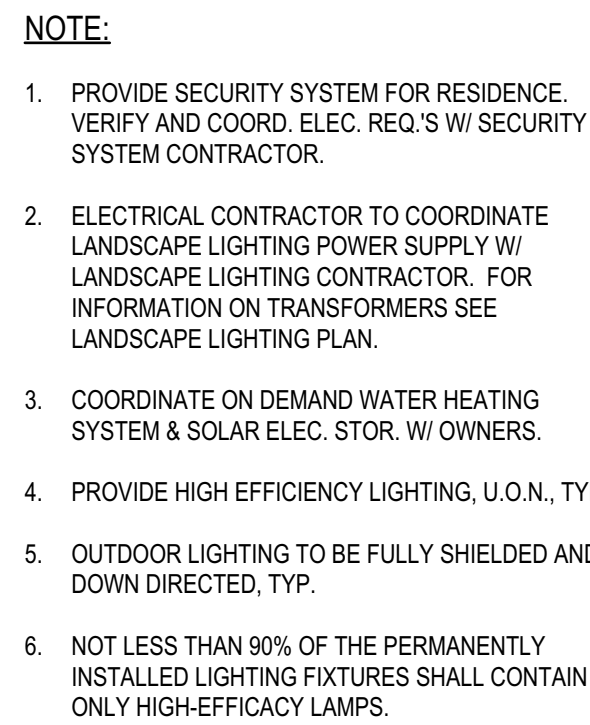 NOTE:
1. PROVIDE SECURITY SYSTEM FOR RESIDENCE.
VERIFY AND COORD. ELEC. REQ.'S W/ SECURITY
SYSTEM CONTRACTOR.
2. ELECTRICAL CONTRACTOR TO COORDINATE
LANDSCAPE LIGHTING POWER SUPPLY W/
LANDSCAPE LIGHTING CONTRACTOR. FOR
INFORMATION ON TRANSFORMERS SEE
LANDSCAPE LIGHTING PLAN.
3. COORDINATE ON DEMAND WATER HEATING
SYSTEM & SOLAR ELEC. STOR. W/ OWNERS.
4. PROVIDE HIGH EFFICIENCY LIGHTING, U.O.N., TY
5. OUTDOOR LIGHTING TO BE FULLY SHIELDED AND
DOWN DIRECTED, TYP.
6. NOT LESS THAN 90% OF THE PERMANENTLY
INSTALLED LIGHTING FIXTURES SHALL CONTAIN
ONLY HIGH-EFFICACY LAMPS.